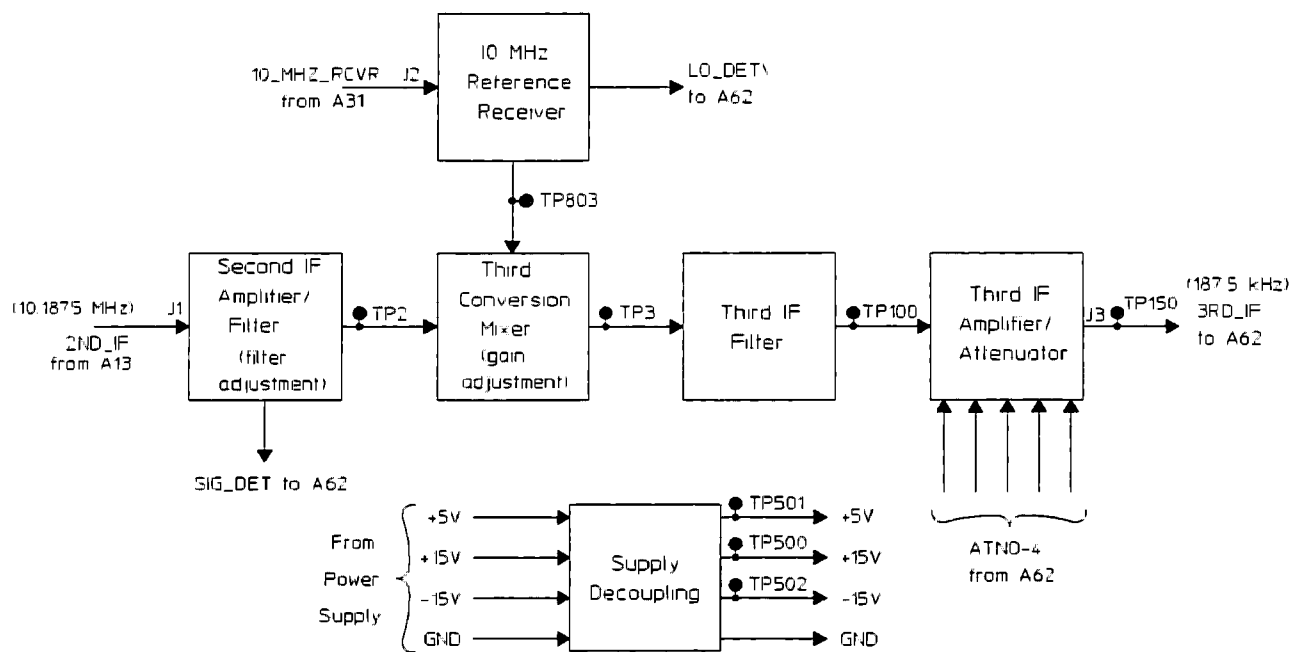 10 MHz
Reference
Receiver
10_MHZ_RCVR
from A31
J2
LO_DET\
to A62
TP803
(10.1875 MHz)
2ND_IF
from A13
J1
Second IF
Amplifier/
Filter
(filter
adjustment)
TP2
Third
Conversion
Mixer
(gain
adjustment)
TP3
Third IF
Filter
TP100
Third IF
Amplifier/
Attenuator
J3
TP150
(187.5 kHz)
3RD_IF
to A62
SIG_DET to A62
ATN0-4
from A62
From
Power
Supply
+5V
+15V
-15V
GND
Supply
Decoupling
TP501
+5V
TP500
+15V
TP502
-15V
GND